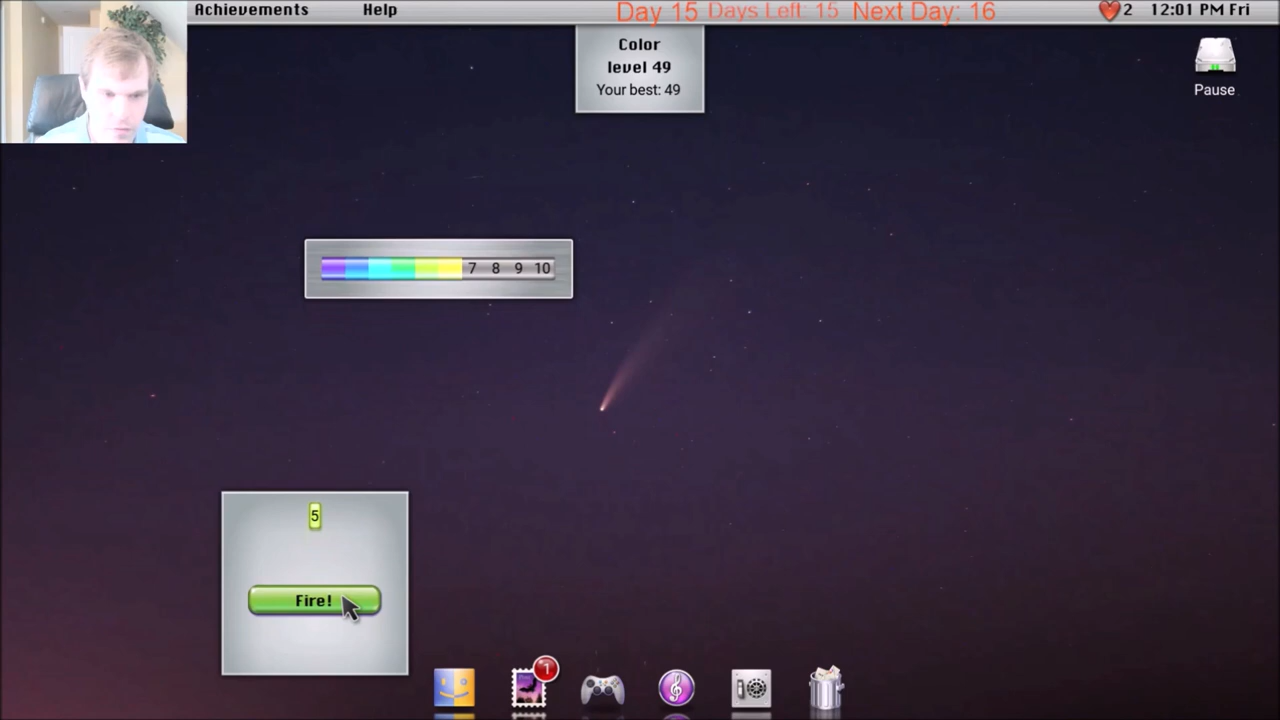 Achievements Help Day 15 Days Left: 15 Next Day: 16 2 12:01 PM Fri
Color
level 49
Your best: 49
Pause
7 8 9 10
5
Fire!
1